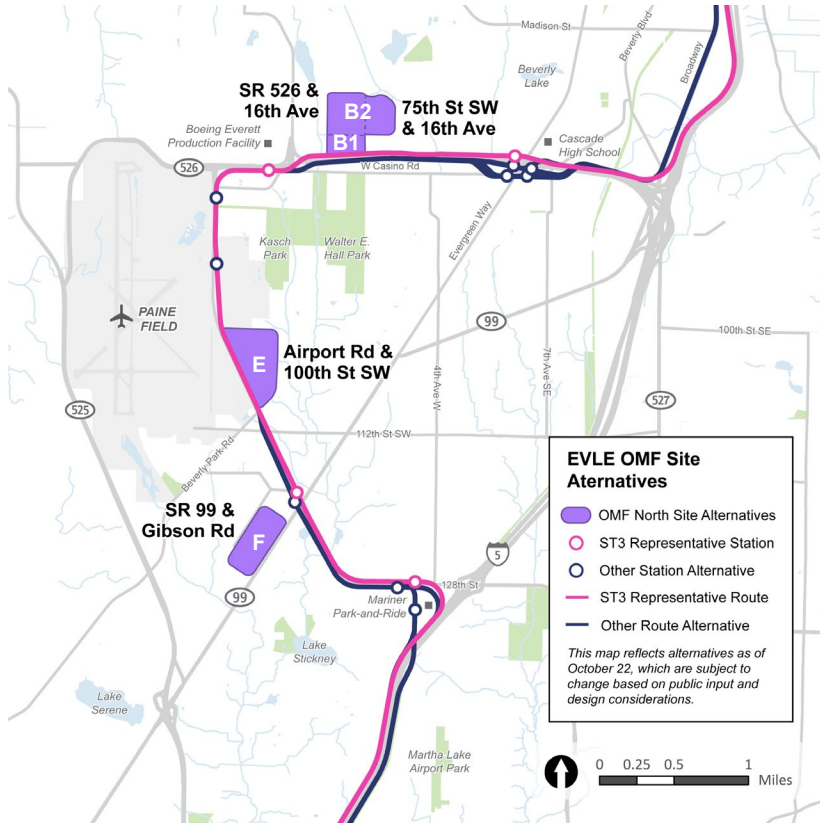 Madison St
Beverly Blvd
Broadway
Beverly
Lake
SR 526 &
16th Ave
B2
75th St SW
& 16th Ave
Boeing Everett
Production Facility
B1
Cascade
High School
526
W Casino Rd
Evergreen Way
Kasch
Park
Walter E.
Hall Park
PAINE
FIELD
99
100th St SE
E
Airport Rd &
100th St SW
4th Ave W
7th Ave SE
525
527
112th St SW
Beverly Park Rd
SR 99 &
Gibson Rd
F
5
99
128th St
Mariner
Park-and-Ride
Lake
Stickney
Lake
Serene
Martha Lake
Airport Park
EVLE OMF Site
Aternatives
OMF North Site Alternatives
ST3 Representative Station
Other Station Alternative
ST3 Representative Route
Other Route Alternative
This map reflects alternatives as of
October 22, which are subject to
change based on public input and
design considerations.
0 0.25 0.5 1
Miles